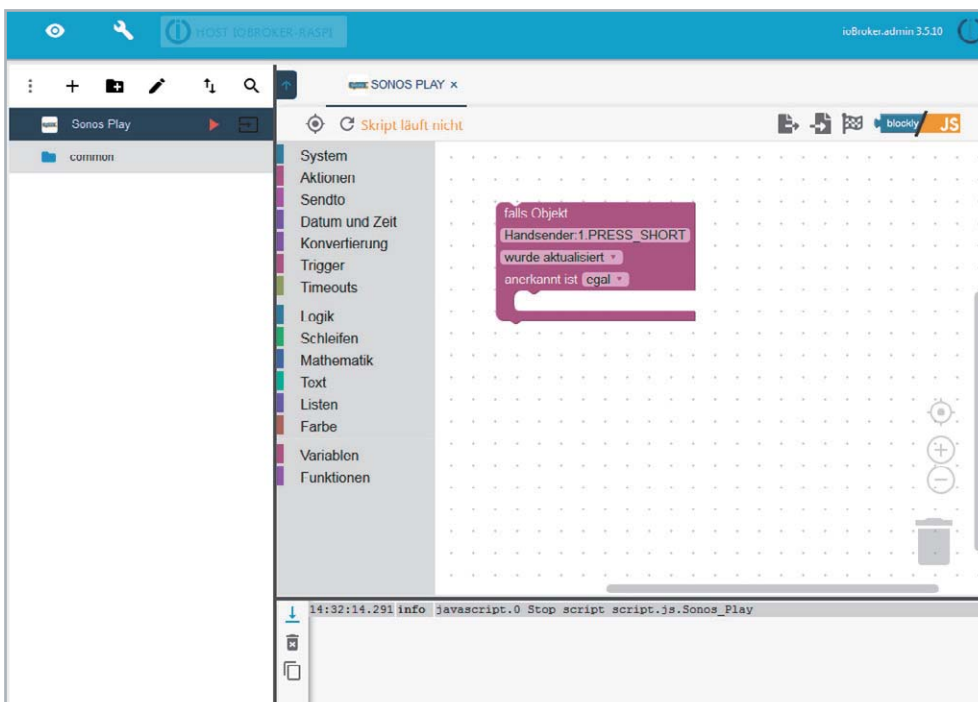 HOST IOBROKER-RASPI
ioBroker.admin 3.5.10
SONOS PLAY ×
Sonos Play
common
Skript läuft nicht
blockly JS
System
Aktionen
Sendto
Datum und Zeit
Konvertierung
Trigger
Timeouts
Logik
Schleifen
Mathematik
Text
Listen
Farbe
Variablen
Funktionen
falls Objekt
Handsender:1.PRESS_SHORT
wurde aktualisiert
anerkannt ist egal
14:32:14.291 info javascript.0 Stop script script.js.Sonos_Play